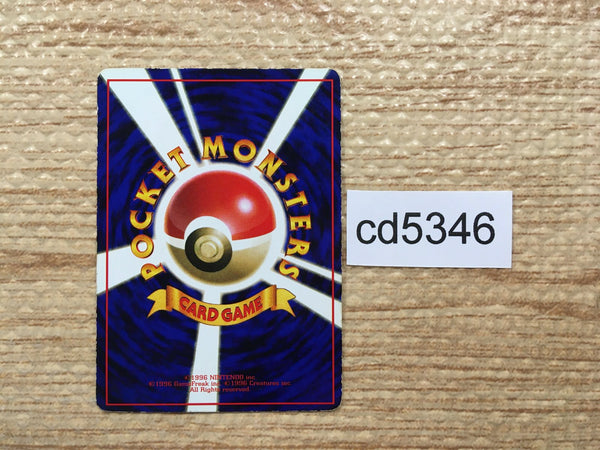 POCKET MONSTERS
CARD GAME
©1996 NINTENDO inc
©1996 GameFreak inc. ©1996 Creatures inc.
All Rights reserved.
cd5346